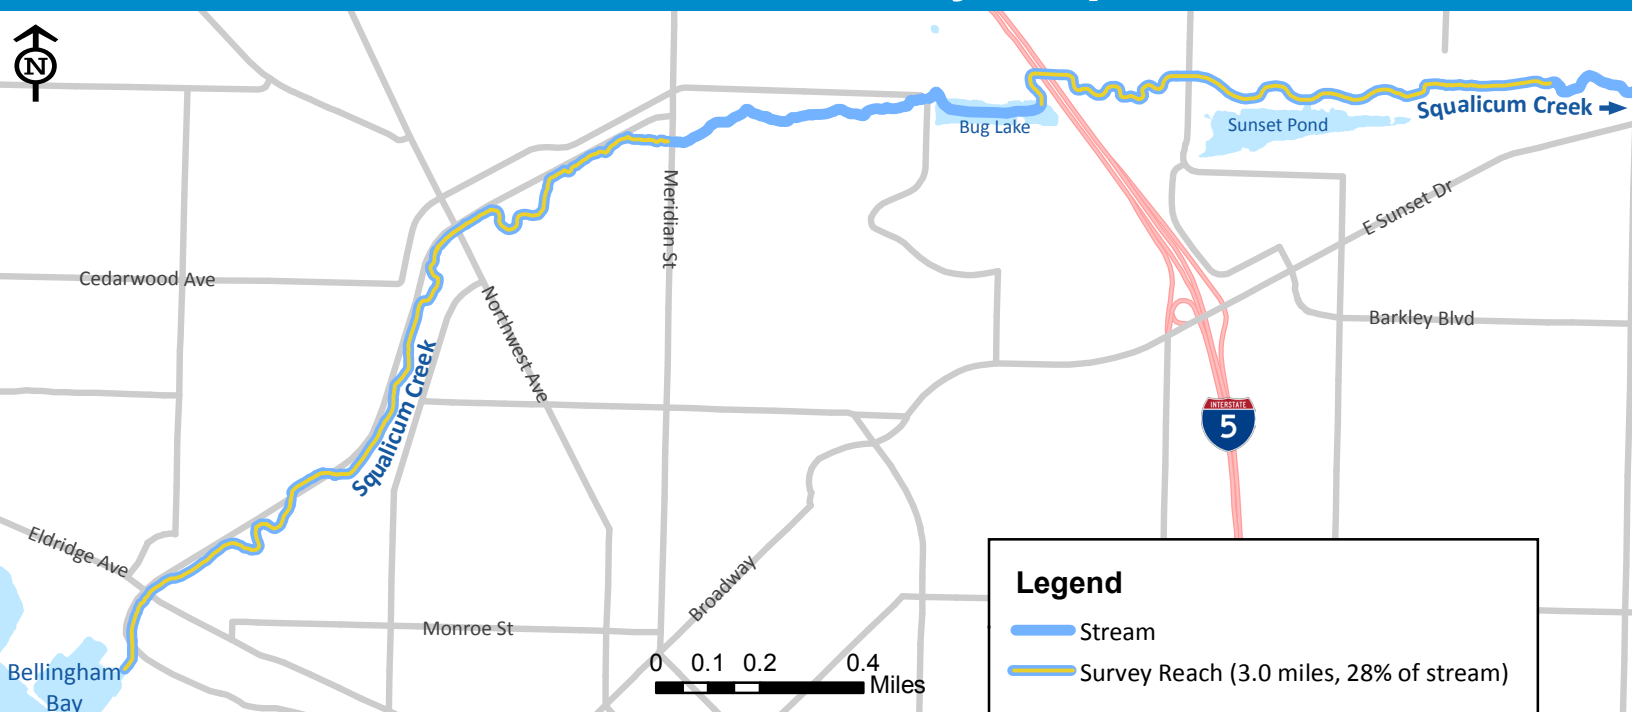 N
Bug Lake
Sunset Pond
Squalicum Creek
Meridian St
E Sunset Dr
Cedarwood Ave
Northwest Ave
Barkley Blvd
Squalicum Creek
INTERSTATE
5
Eldridge Ave
Broadway
Monroe St
Bellingham
Bay
0 0.1 0.2 0.4
Miles
Legend
Stream
Survey Reach (3.0 miles, 28% of stream)